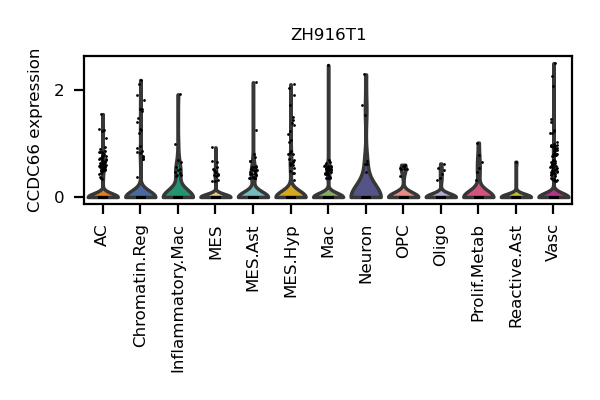 ZH916T1
CCDC66 expression
2
0
AC
Chromatin.Reg
Inflammatory.Mac
MES
MES.Ast
MES.Hyp
Mac
Neuron
OPC
Oligo
Prolif.Metab
Reactive.Ast
Vasc